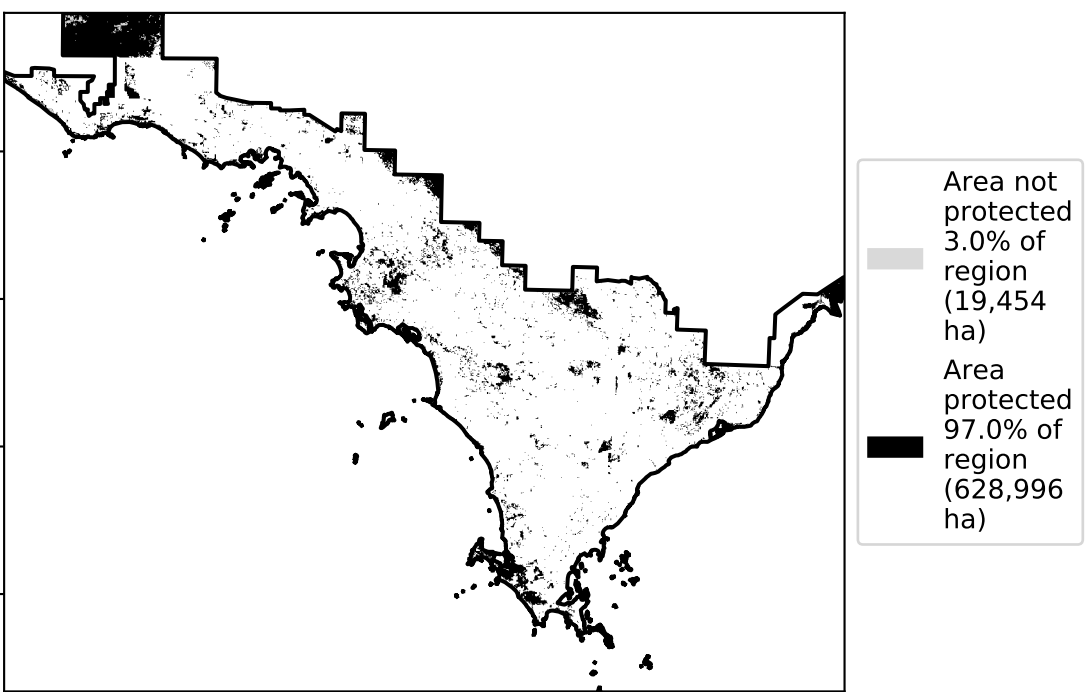 Area not
protected
3.0% of
region
(19,454
ha)
Area
protected
97.0% of
region
(628,996
ha)